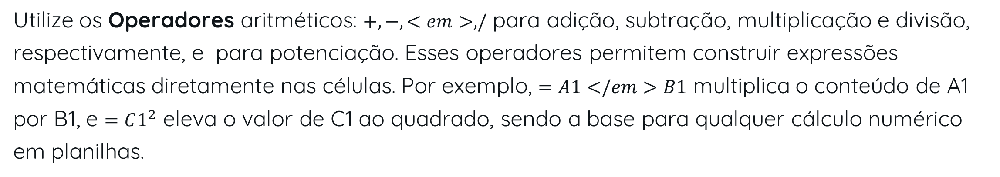 Utilize os Operadores aritméticos: +,−,< em >,/ para adição, subtração, multiplicação e divisão,
respectivamente, e  para potenciação. Esses operadores permitem construir expressões
matemáticas diretamente nas células. Por exemplo, = A1 </em > B1 multiplica o conteúdo de A1
por B1, e = C1² eleva o valor de C1 ao quadrado, sendo a base para qualquer cálculo numérico
em planilhas.